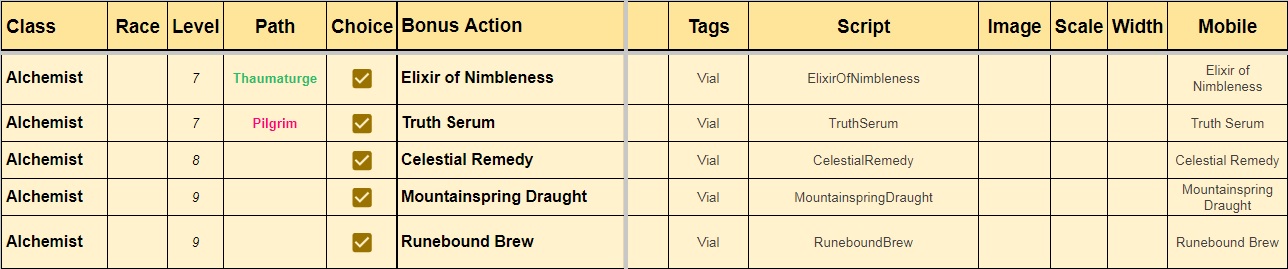 Class Race Level Path Choice Bonus Action Tags Script Image Scale Width Mobile
Alchemist 7 Thaumaturge Elixir of Nimbleness Vial ElixirOfNimbleness Elixir of
Nimbleness
Alchemist 7 Pilgrim Truth Serum Vial TruthSerum Truth Serum
Alchemist 8 Celestial Remedy Vial CelestialRemedy Celestial Remedy
Alchemist 9 Mountainspring Draught Vial MountainspringDraught Mountainspring
Draught
Alchemist 9 Runebound Brew Vial RuneboundBrew Runebound Brew